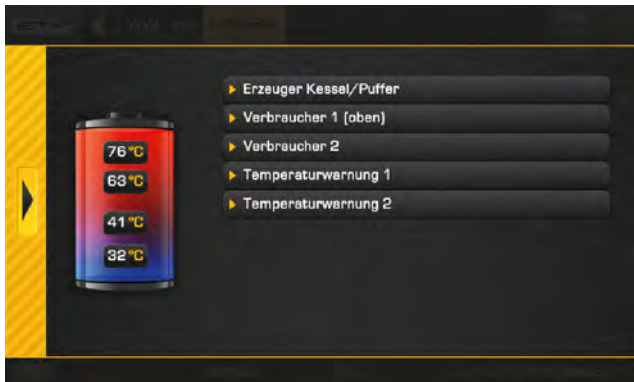 Erzeuger Kessel/Puffer
Verbraucher 1 (oben)
Verbraucher 2
Temperaturwarnung 1
Temperaturwarnung 2
76 °C
63 °C
41 °C
32 °C